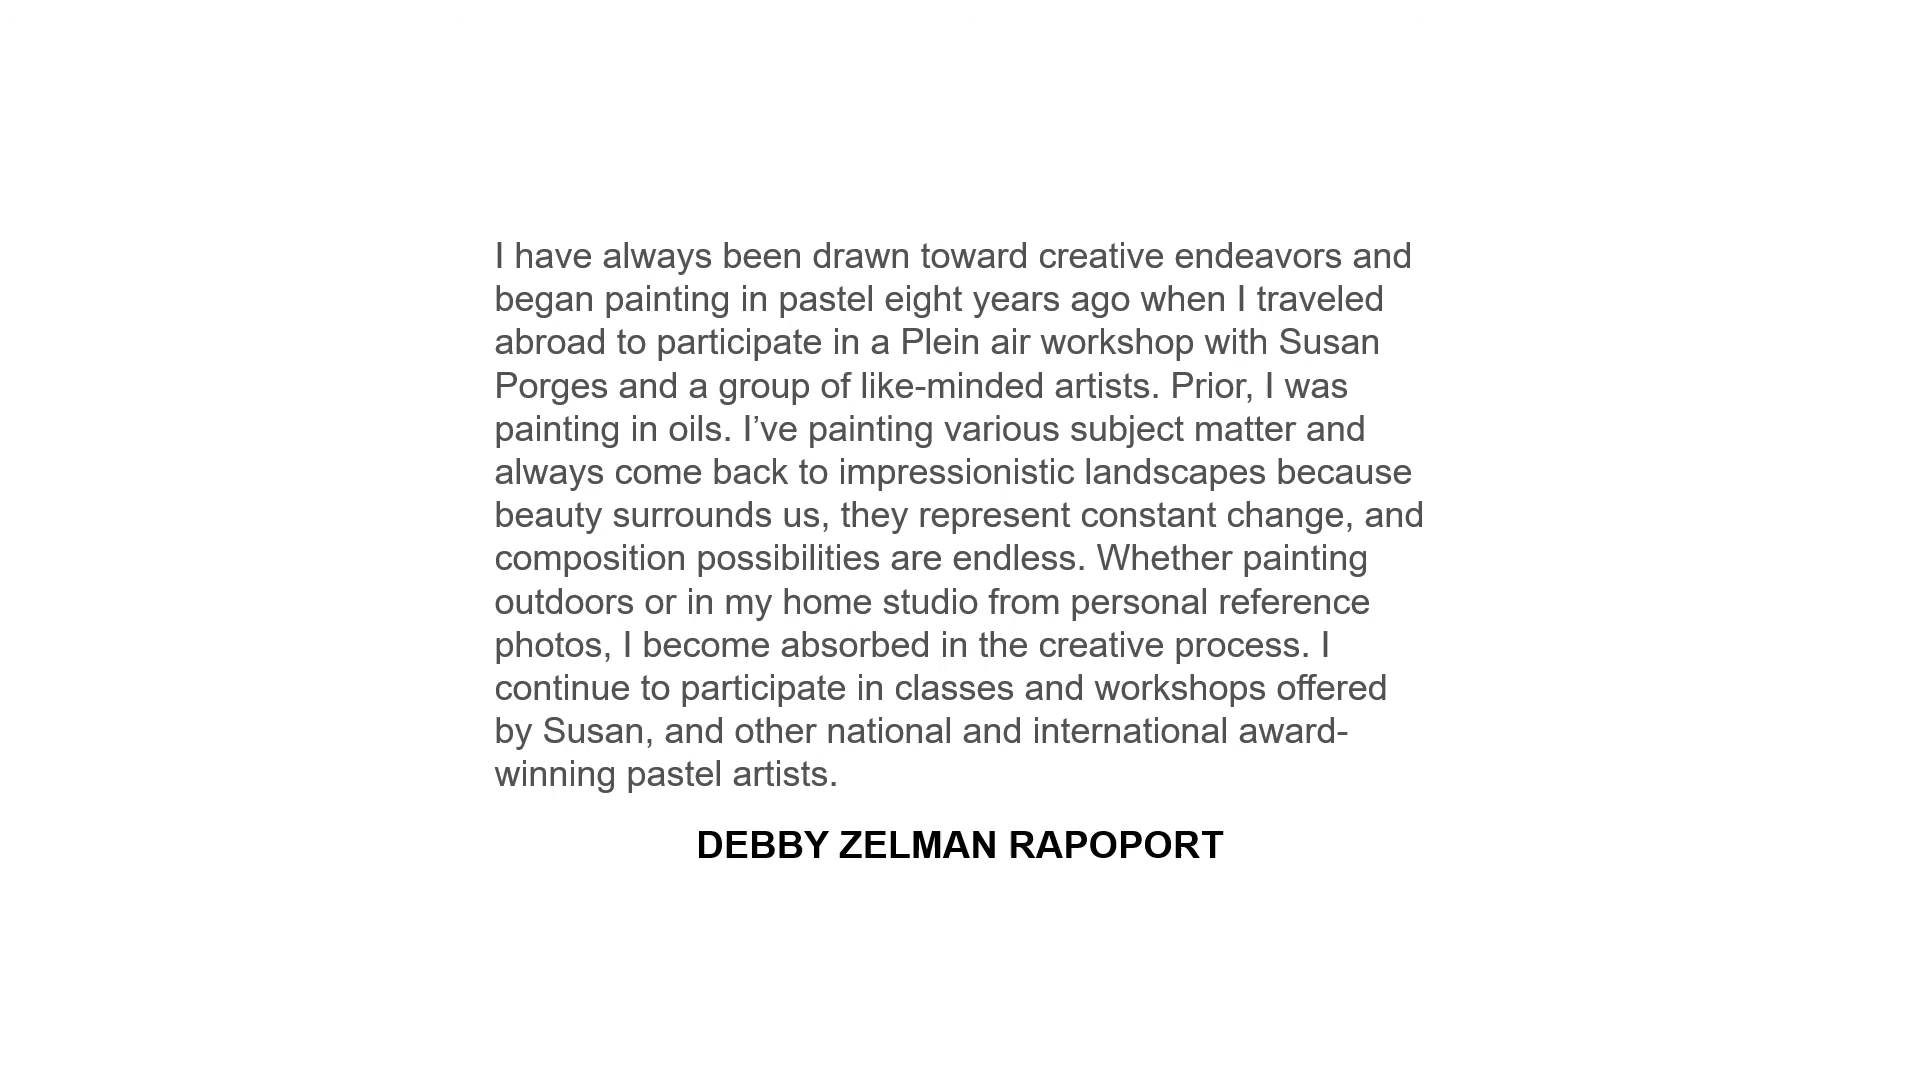 I have always been drawn toward creative endeavors and
began painting in pastel eight years ago when I traveled
abroad to participate in a Plein air workshop with Susan
Porges and a group of like-minded artists. Prior, I was
painting in oils. I’ve painting various subject matter and
always come back to impressionistic landscapes because
beauty surrounds us, they represent constant change, and
composition possibilities are endless. Whether painting
outdoors or in my home studio from personal reference
photos, I become absorbed in the creative process. I
continue to participate in classes and workshops offered
by Susan, and other national and international award-
winning pastel artists.
DEBBY ZELMAN RAPOPORT